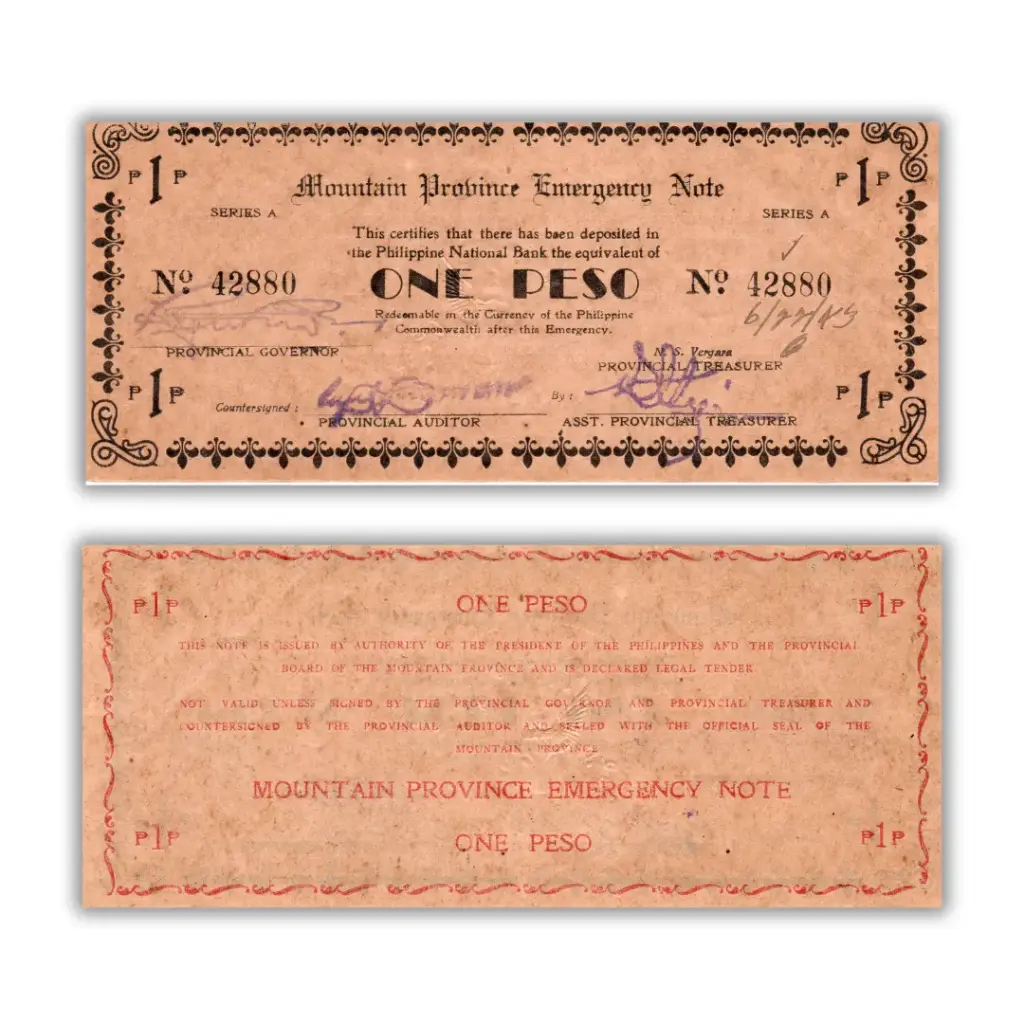 ₱ 1 ₱ Mountain Province Emergency Note ₱ 1 ₱
SERIES A SERIES A
This certifies that there has been deposited in
the Philippine National Bank the equivalent of
Nº 42880 ONE PESO Nº 42880
Redeemable in the Currency of the Philippine
Commonwealth after this Emergency.
PROVINCIAL GOVERNOR
N. S. Vergara
PROVINCIAL TREASURER
₱ 1 ₱ ₱ 1 ₱
Countersigned : By :
PROVINCIAL AUDITOR ASST. PROVINCIAL TREASURER
₱1₱ ONE PESO ₱1₱
THIS NOTE IS ISSUED BY AUTHORITY OF THE PRESIDENT OF THE PHILIPPINES AND THE PROVINCIAL
BOARD OF THE MOUNTAIN PROVINCE AND IS DECLARED LEGAL TENDER
NOT VALID UNLESS SIGNED BY THE PROVINCIAL GOVERNOR AND PROVINCIAL TREASURER AND
COUNTERSIGNED BY THE PROVINCIAL AUDITOR AND SEALED WITH THE OFFICIAL SEAL OF THE
MOUNTAIN PROVINCE
MOUNTAIN PROVINCE EMERGENCY NOTE
₱1₱ ONE PESO ₱1₱